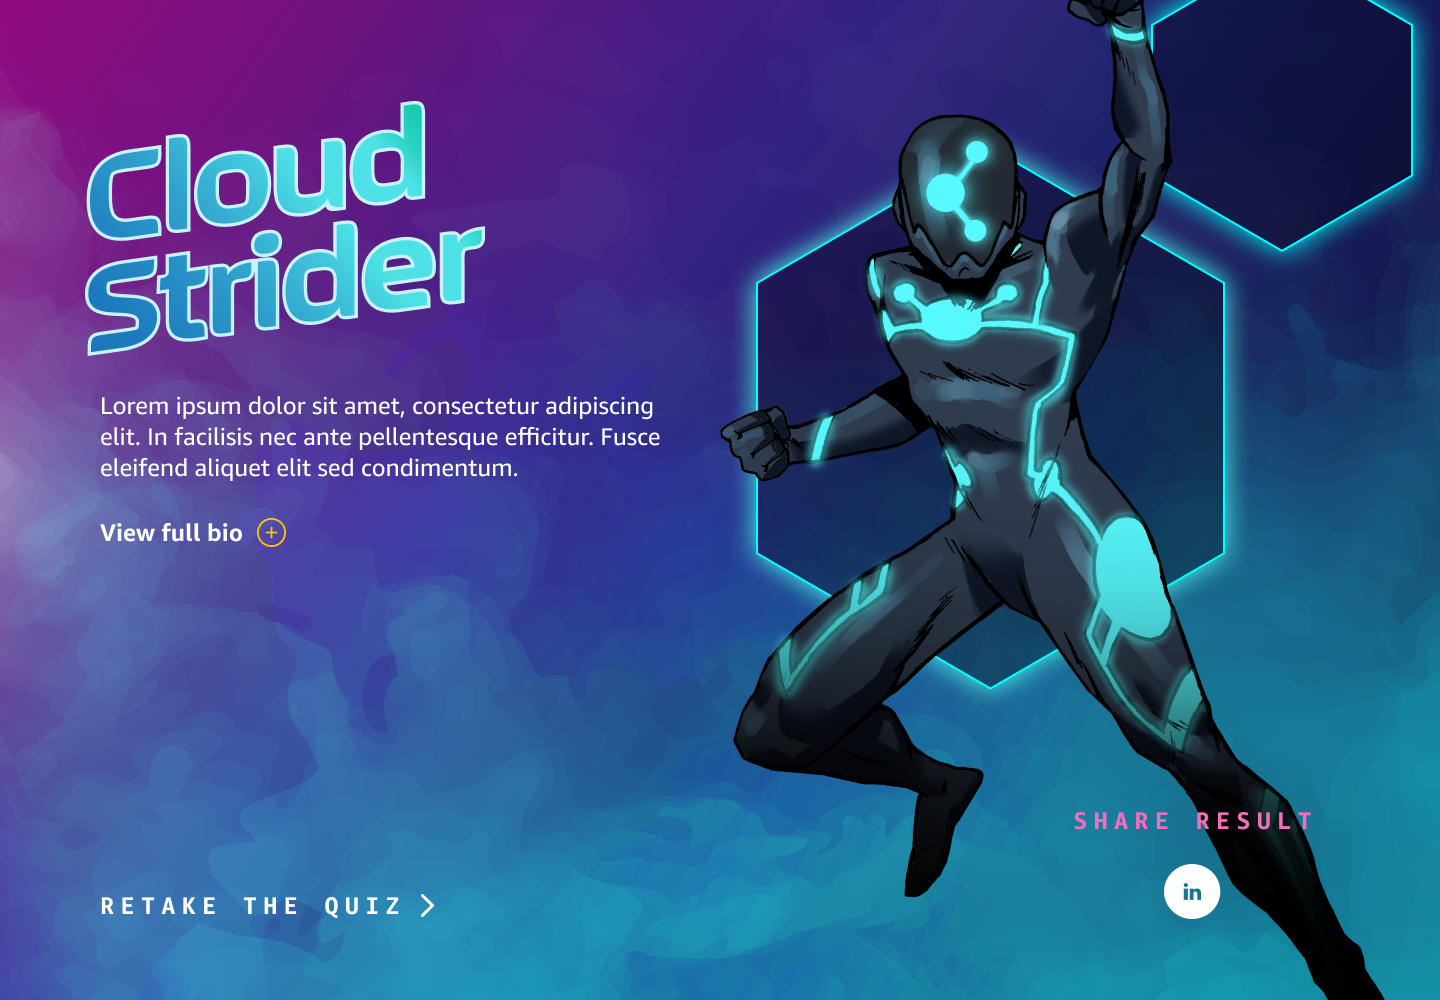 Cloud
Strider
Lorem ipsum dolor sit amet, consectetur adipiscing
elit. In facilisis nec ante pellentesque efficitur. Fusce
eleifend aliquet elit sed condimentum.
View full bio
RETAKE THE QUIZ
SHARE RESULT
in